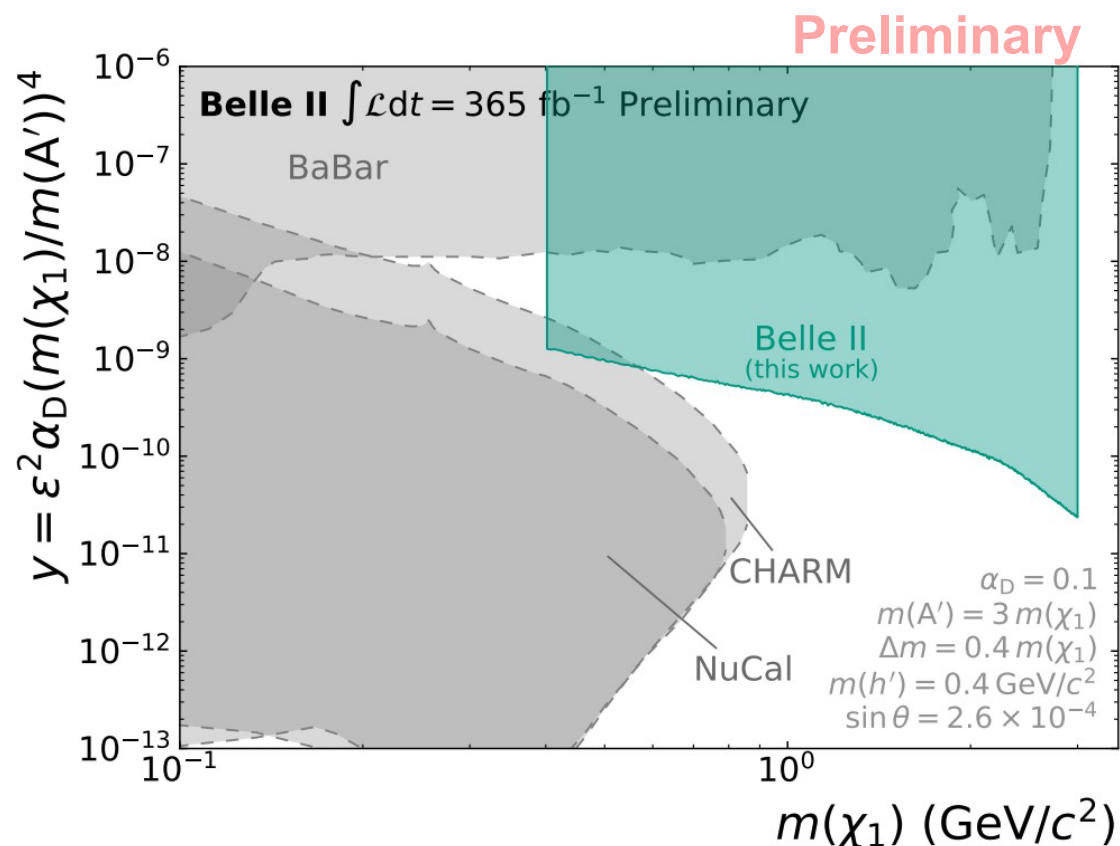 Preliminary
Belle II ∫ℒdt = 365 fb⁻¹ Preliminary
y = ε²α_D(m(χ₁)/m(A′))⁴
10⁻⁶
10⁻⁷
10⁻⁸
10⁻⁹
10⁻¹⁰
10⁻¹¹
10⁻¹²
10⁻¹³
BaBar
Belle II
(this work)
CHARM
NuCal
α_D = 0.1
m(A′) = 3 m(χ₁)
Δm = 0.4 m(χ₁)
m(h′) = 0.4 GeV/c²
sin θ = 2.6 × 10⁻⁴
10⁻¹
10⁰
m(χ₁) (GeV/c²)